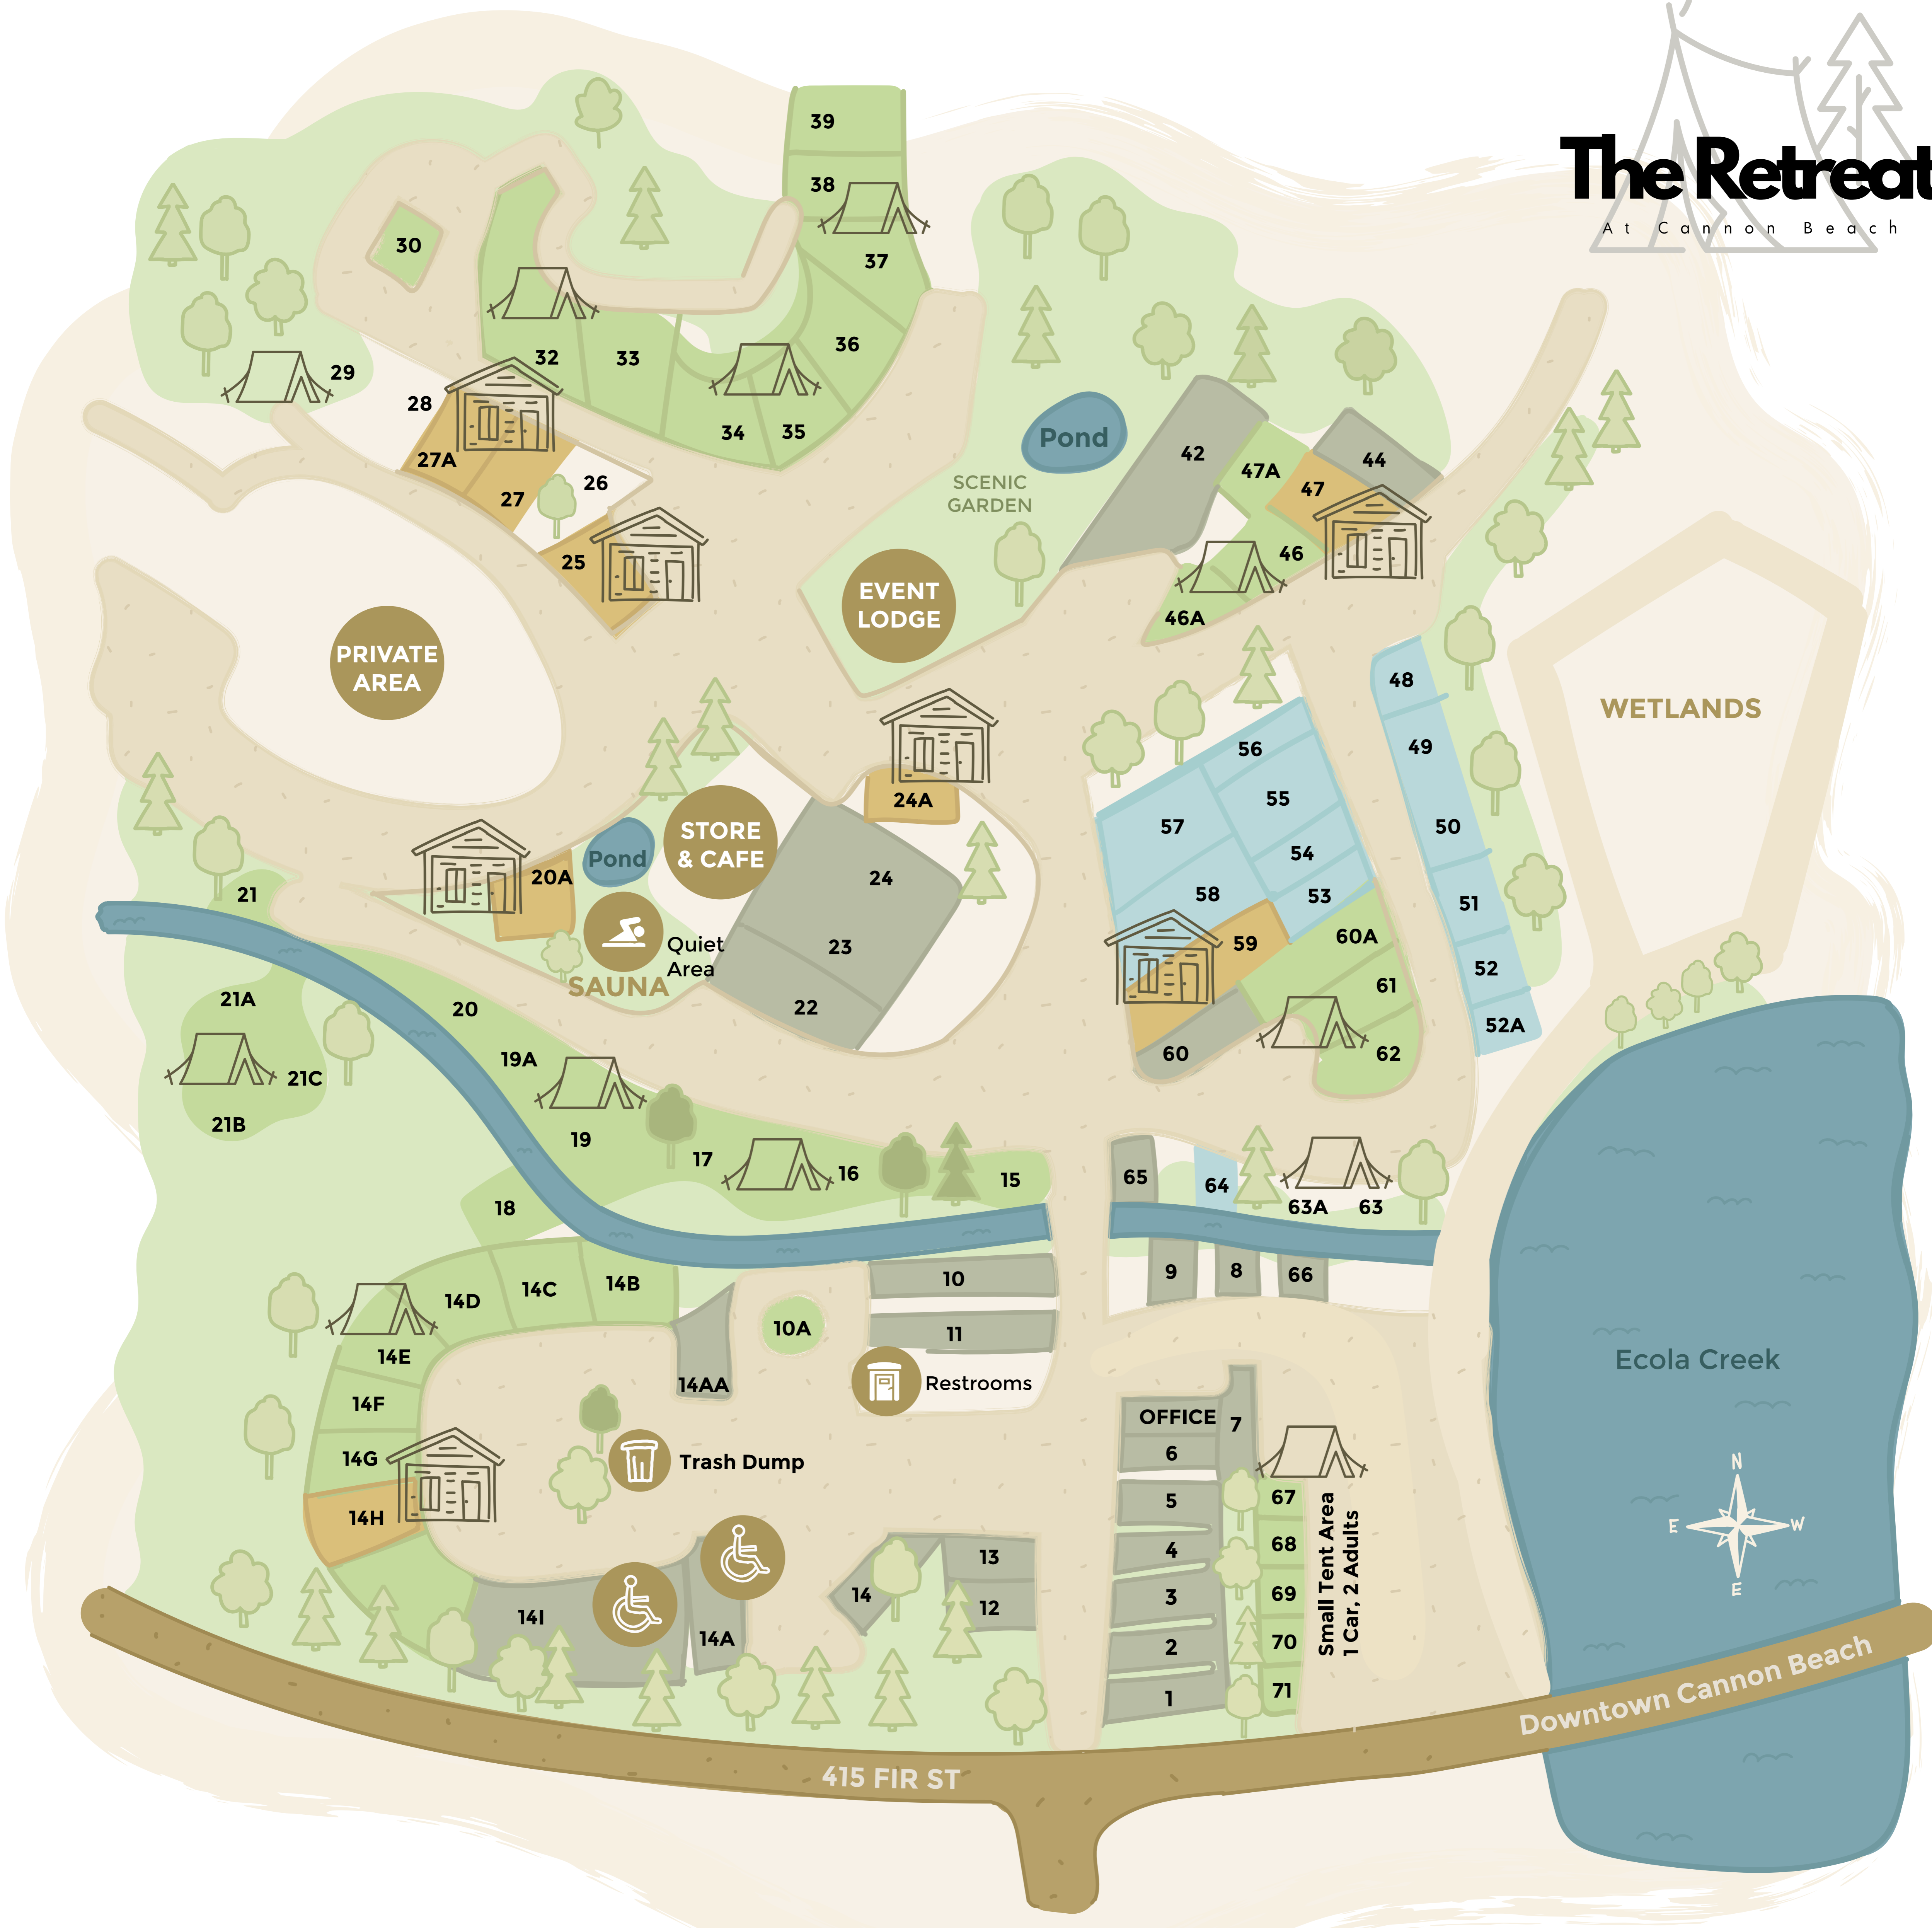 The Retreat
At Cannon Beach
39
38
37
30
36
32
33
29
28
34
35
27A
27
26
25
Pond
SCENIC
GARDEN
42
47A
44
47
46
46A
EVENT
LODGE
PRIVATE
AREA
48
49
50
51
52
52A
WETLANDS
56
55
57
54
53
58
59
60A
61
60
62
24A
STORE
& CAFE
Pond
20A
24
23
22
Quiet
Area
SAUNA
21
21A
21C
21B
20
19A
19
17
16
15
18
65
64
63A
63
14D
14C
14B
10
9
8
66
10A
11
14E
14AA
Restrooms
14F
OFFICE
7
6
14G
Trash Dump
Ecola Creek
5
67
14H
4
68
13
3
69
14
12
14I
2
70
14A
1
71
Small Tent Area
1 Car, 2 Adults
N
E
W
E
Downtown Cannon Beach
415 FIR ST